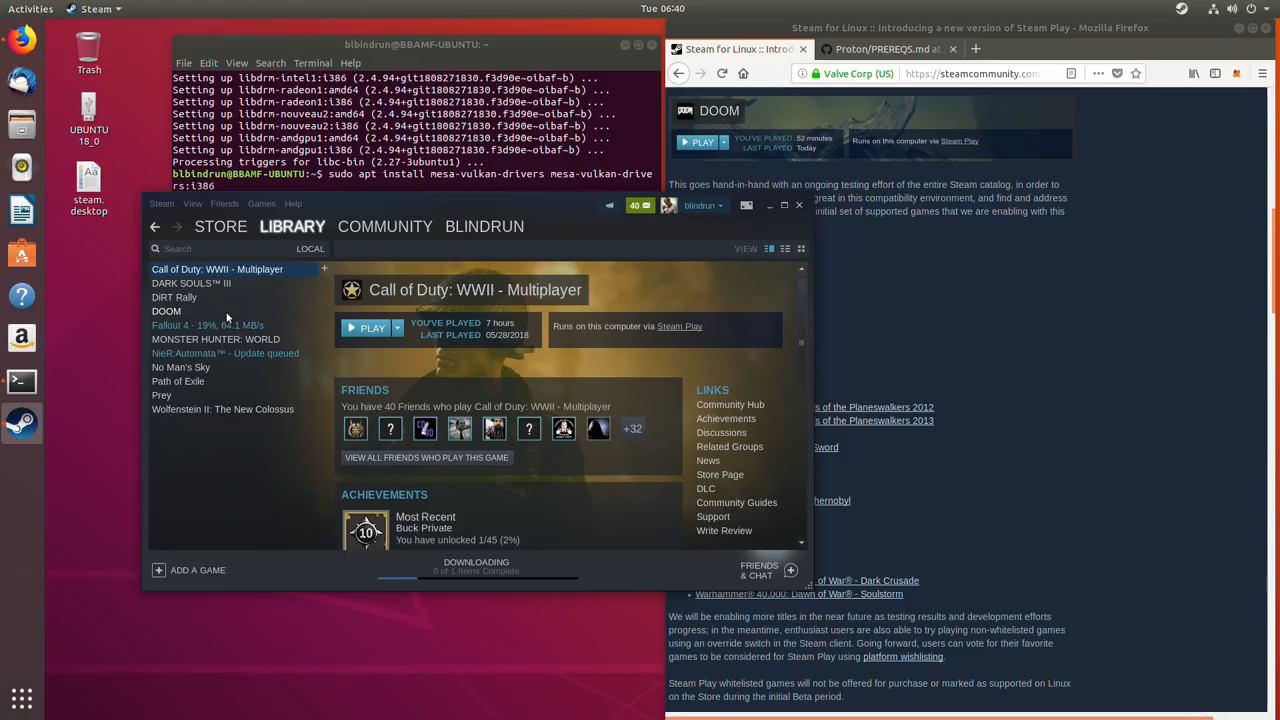 Activities
Steam ▾
Tue 06:40
Trash
UBUNTU
18_0
steam.
desktop
blbindrun@BBAMF-UBUNTU: ~
File Edit View Search Terminal Help
Setting up libdrm-intel1:i386 (2.4.94+git1808271830.f3d90e~oibaf~b) ...
Setting up libdrm-radeon1:amd64 (2.4.94+git1808271830.f3d90e~oibaf~b) ...
Setting up libdrm-radeon1:i386 (2.4.94+git1808271830.f3d90e~oibaf~b) ...
Setting up libdrm-nouveau2:amd64 (2.4.94+git1808271830.f3d90e~oibaf~b) ...
Setting up libdrm-nouveau2:i386 (2.4.94+git1808271830.f3d90e~oibaf~b) ...
Setting up libdrm-amdgpu1:amd64 (2.4.94+git1808271830.f3d90e~oibaf~b) ...
Setting up libdrm-amdgpu1:i386 (2.4.94+git1808271830.f3d90e~oibaf~b) ...
Processing triggers for libc-bin (2.27-3ubuntu1) ...
blbindrun@BBAMF-UBUNTU:~$ sudo apt install mesa-vulkan-drivers mesa-vulkan-drive
rs:i386
Steam View Friends Games Help
40
blindrun
STORE LIBRARY COMMUNITY BLINDRUN
Search
LOCAL
VIEW
Call of Duty: WWII - Multiplayer
DARK SOULS™ III
DiRT Rally
DOOM
Fallout 4 - 19%, 64.1 MB/s
MONSTER HUNTER: WORLD
NieR:Automata™ - Update queued
No Man's Sky
Path of Exile
Prey
Wolfenstein II: The New Colossus
Call of Duty: WWII - Multiplayer
PLAY
YOU'VE PLAYED 7 hours
LAST PLAYED 05/28/2018
Runs on this computer via Steam Play
FRIENDS
You have 40 Friends who play Call of Duty: WWII - Multiplayer
? ? +32
VIEW ALL FRIENDS WHO PLAY THIS GAME
ACHIEVEMENTS
10
Most Recent
Buck Private
You have unlocked 1/45 (2%)
LINKS
Community Hub
Achievements
Discussions
Related Groups
News
Store Page
DLC
Community Guides
Support
Write Review
ADD A GAME
DOWNLOADING
0 of 1 Items Complete
FRIENDS
& CHAT
Steam for Linux :: Introducing a new version of Steam Play - Mozilla Firefox
Steam for Linux :: Introd
Proton/PREREQS.md at
Valve Corp (US)
https://steamcommunity.com
DOOM
DOOM
PLAY
YOU'VE PLAYED 52 minutes
LAST PLAYED Today
Runs on this computer via Steam Play
This goes hand-in-hand with an ongoing testing effort of the entire Steam catalog, in order to
great in this compatibility environment, and find and address
initial set of supported games that we are enabling with this
s of the Planeswalkers 2012
s of the Planeswalkers 2013
Sword
hernobyl
of War® - Dark Crusade
Warhammer® 40,000: Dawn of War® - Soulstorm
We will be enabling more titles in the near future as testing results and development efforts
progress; in the meantime, enthusiast users are also able to try playing non-whitelisted games
using an override switch in the Steam client. Going forward, users can vote for their favorite
games to be considered for Steam Play using platform wishlisting.
Steam Play whitelisted games will not be offered for purchase or marked as supported on Linux
on the Store during the initial Beta period.